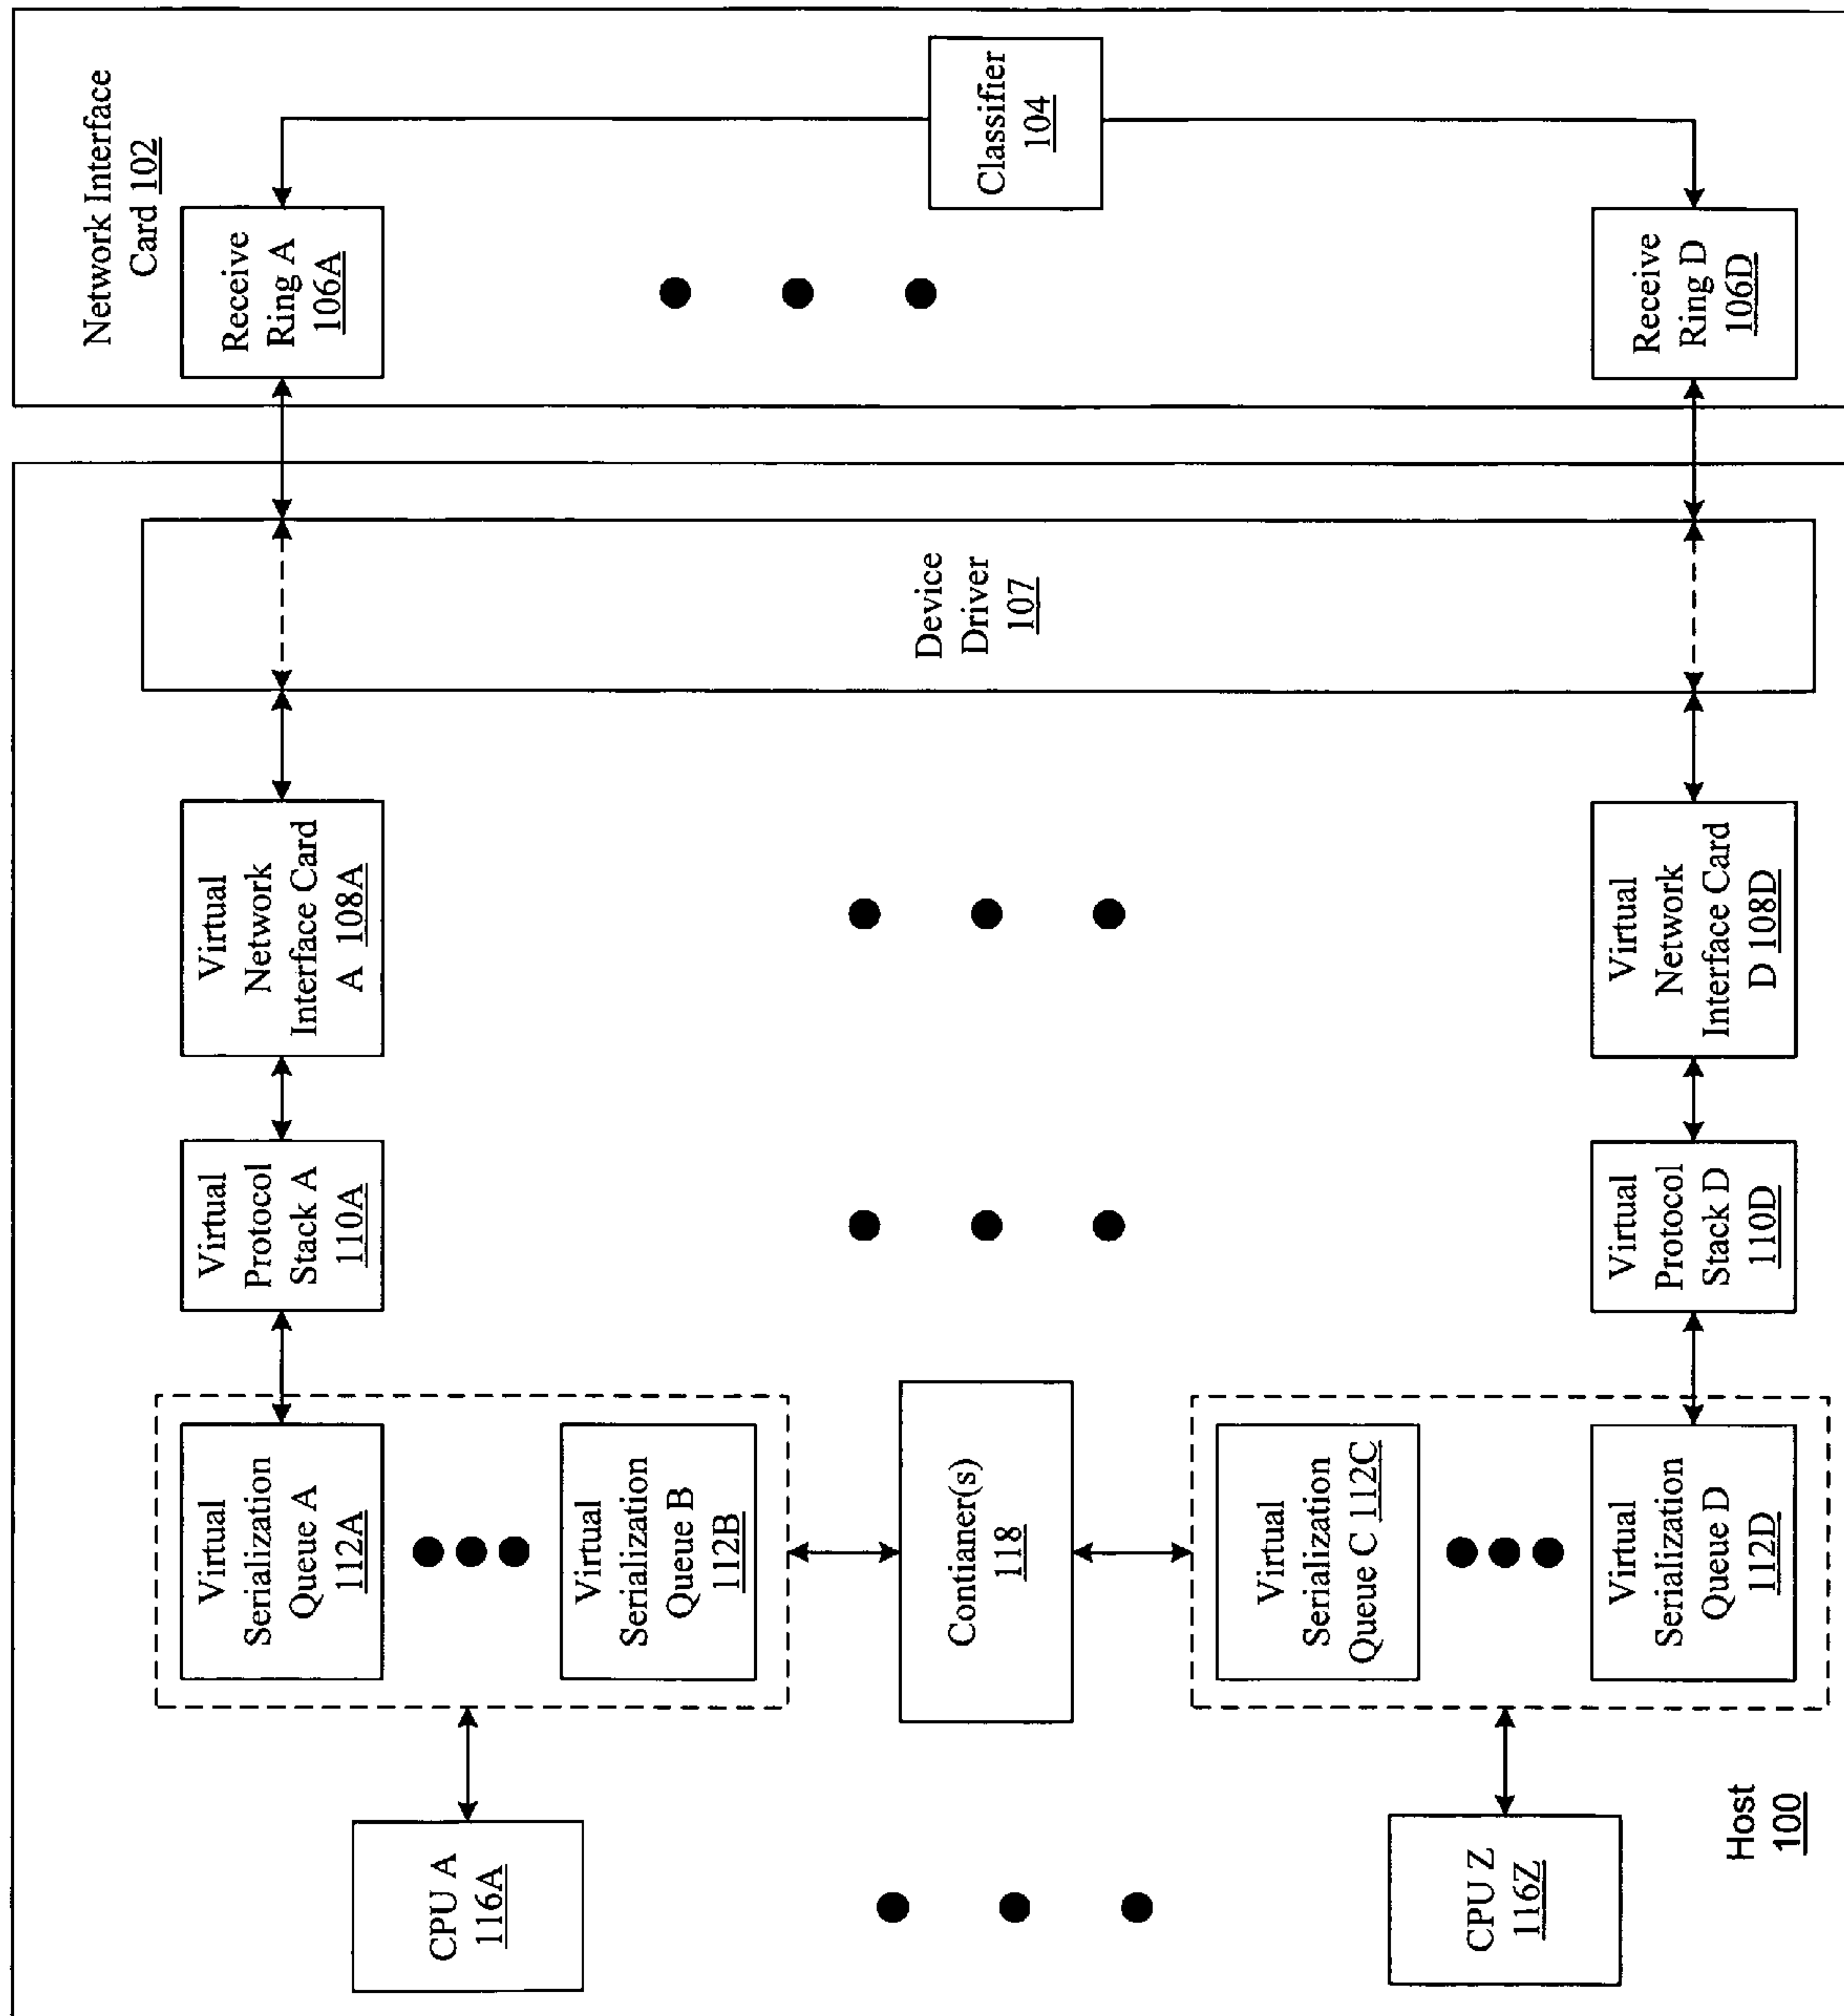 Network Interface
Card 102
CPU A
116A
Virtual
Serialization
Queue A
112A
Virtual
Protocol
Stack A
110A
Virtual
Network
Interface Card
A 108A
Receive
Ring A
106A
Virtual
Serialization
Queue B
112B
Contianer(s)
118
Device
Driver
107
Classifier
104
Virtual
Serialization
Queue C 112C
CPU Z
116Z
Virtual
Serialization
Queue D
112D
Virtual
Protocol
Stack D
110D
Virtual
Network
Interface Card
D 108D
Receive
Ring D
106D
Host
100